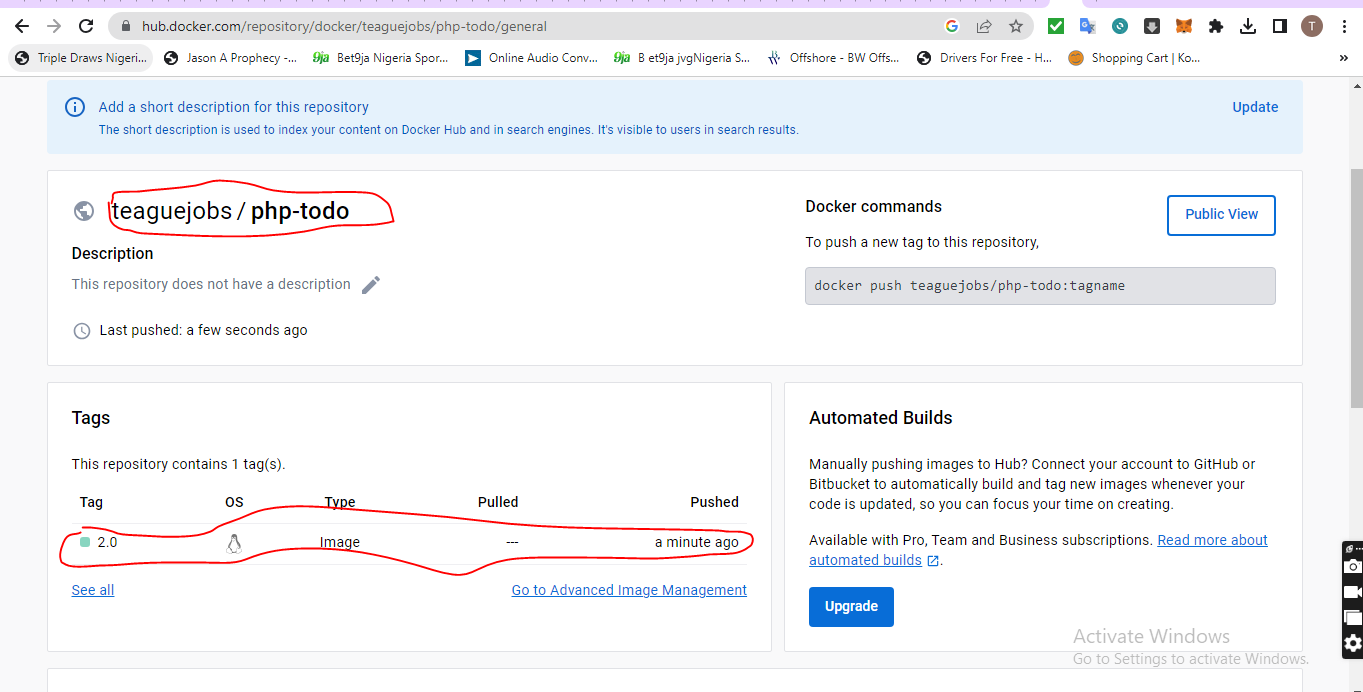 hub.docker.com/repository/docker/teaguejobs/php-todo/general
T
Triple Draws Nigeri...
Jason A Prophecy -...
9ja Bet9ja Nigeria Spor...
Online Audio Conv...
9ja B et9ja jvgNigeria S...
Offshore - BW Offs...
Drivers For Free - H...
Shopping Cart | Ko...
»
Add a short description for this repository
Update
The short description is used to index your content on Docker Hub and in search engines. It's visible to users in search results.
teaguejobs / php-todo
Description
This repository does not have a description
Last pushed: a few seconds ago
Docker commands
Public View
To push a new tag to this repository,
docker push teaguejobs/php-todo:tagname
Tags
This repository contains 1 tag(s).
Tag OS Type Pulled Pushed
2.0 Image --- a minute ago
See all Go to Advanced Image Management
Automated Builds
Manually pushing images to Hub? Connect your account to GitHub or
Bitbucket to automatically build and tag new images whenever your
code is updated, so you can focus your time on creating.
Available with Pro, Team and Business subscriptions. Read more about
automated builds .
Upgrade
Activate Windows
Go to Settings to activate Windows.